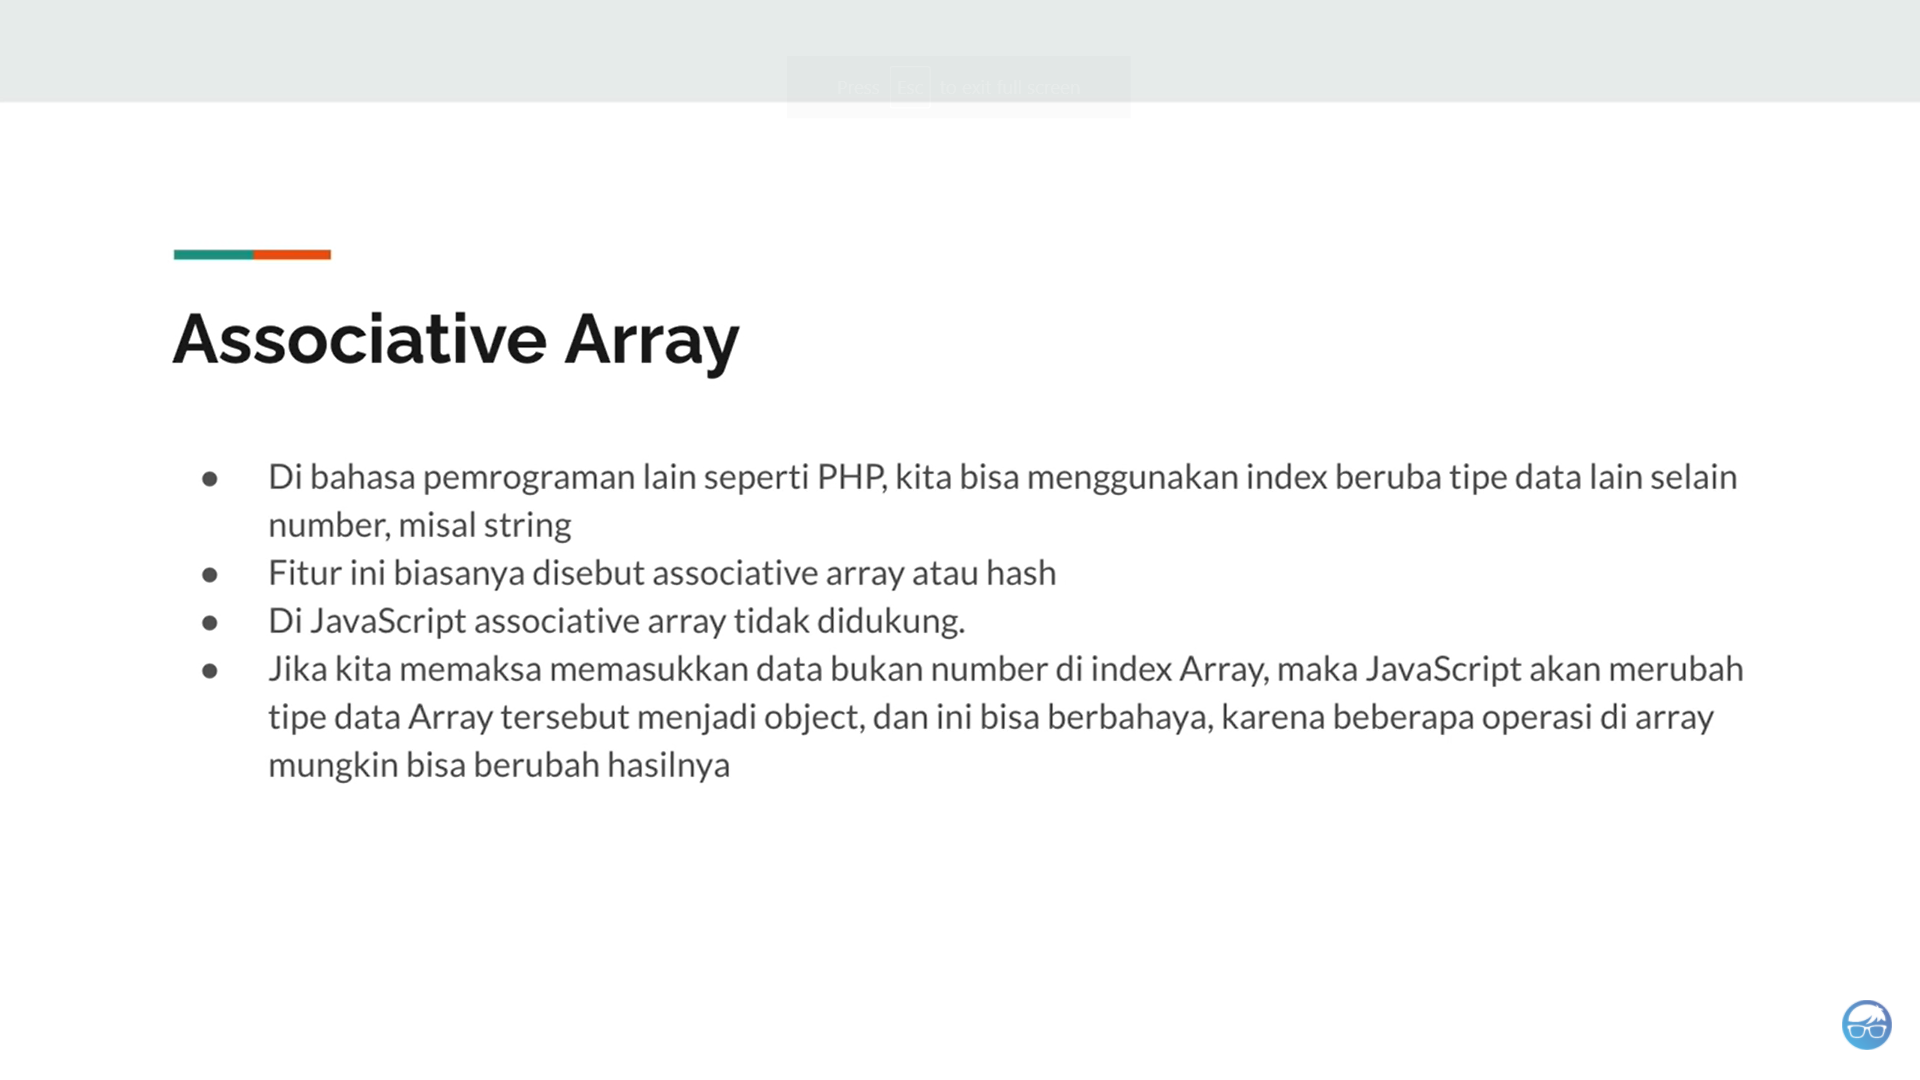 Press Esc to exit full screen
Associative Array
● Di bahasa pemrograman lain seperti PHP, kita bisa menggunakan index beruba tipe data lain selain
number, misal string
● Fitur ini biasanya disebut associative array atau hash
● Di JavaScript associative array tidak didukung.
● Jika kita memaksa memasukkan data bukan number di index Array, maka JavaScript akan merubah
tipe data Array tersebut menjadi object, dan ini bisa berbahaya, karena beberapa operasi di array
mungkin bisa berubah hasilnya